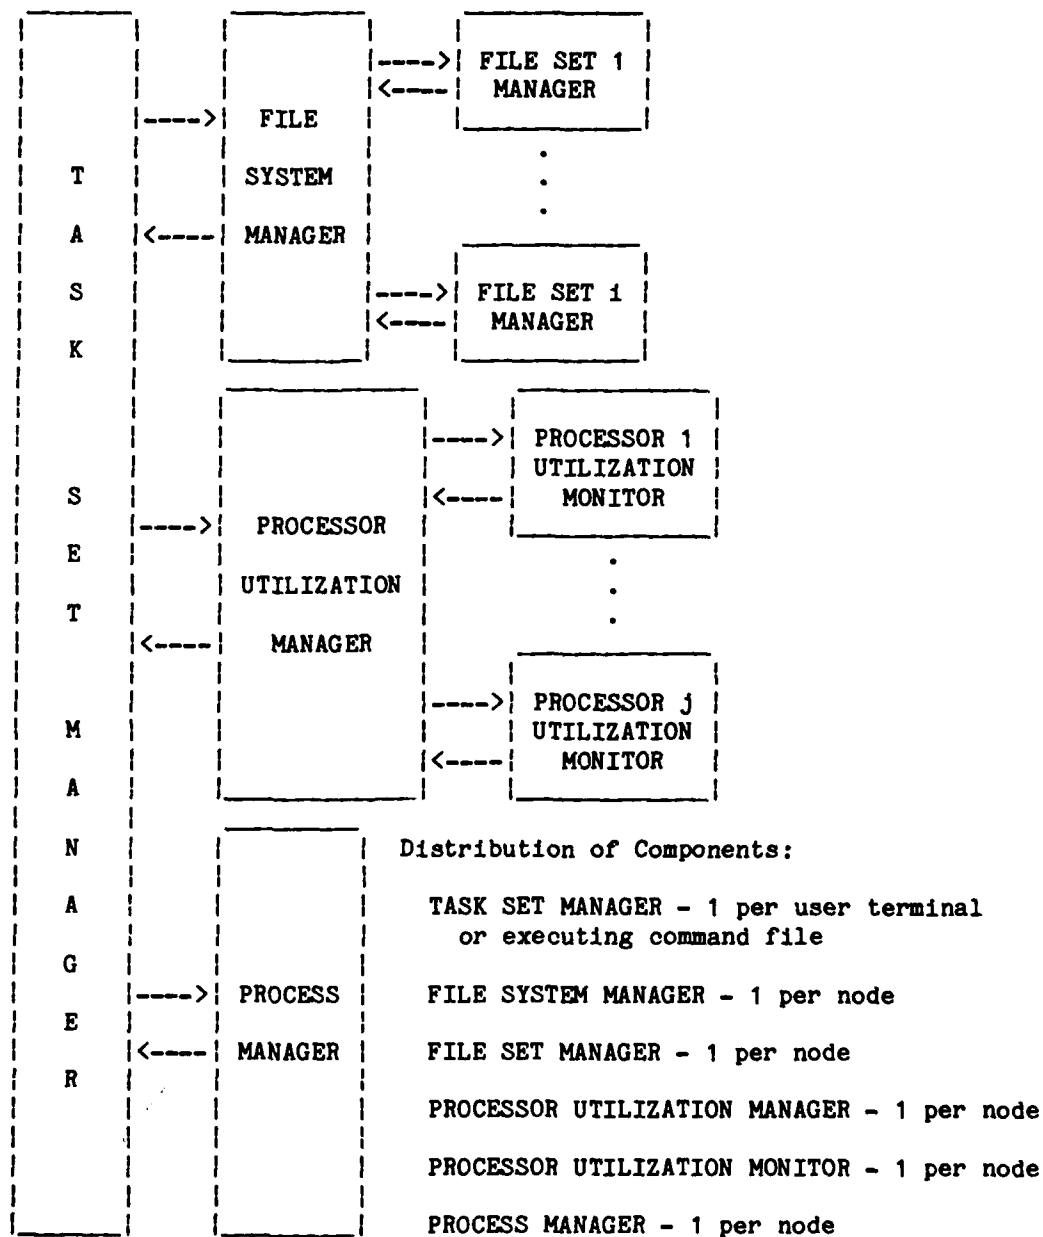 TASK SET MANAGER
FILE
SYSTEM
MANAGER
FILE SET 1
MANAGER
FILE SET i
MANAGER
PROCESSOR
UTILIZATION
MANAGER
PROCESSOR 1
UTILIZATION
MONITOR
PROCESSOR j
UTILIZATION
MONITOR
PROCESS
MANAGER
Distribution of Components:
TASK SET MANAGER - 1 per user terminal
or executing command file
FILE SYSTEM MANAGER - 1 per node
FILE SET MANAGER - 1 per node
PROCESSOR UTILIZATION MANAGER - 1 per node
PROCESSOR UTILIZATION MONITOR - 1 per node
PROCESS MANAGER - 1 per node